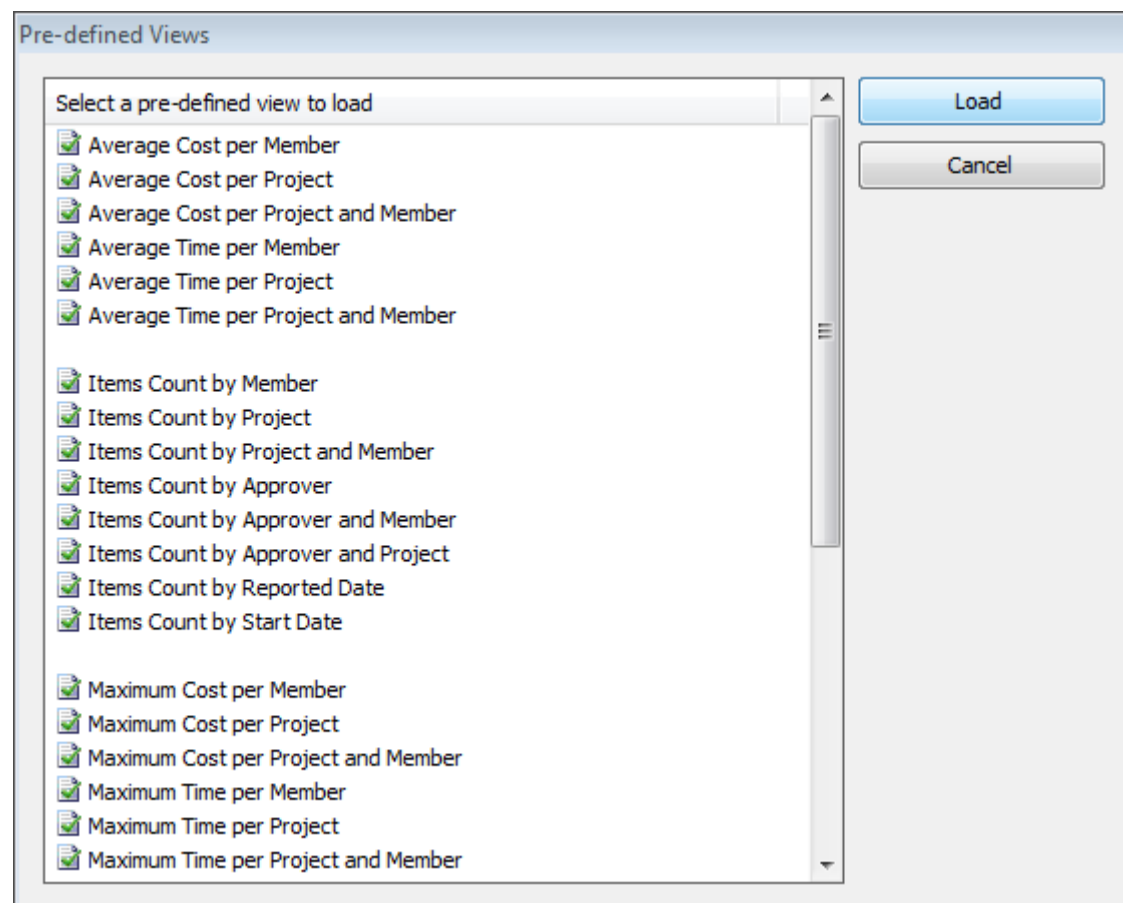 Pre-defined Views
Select a pre-defined view to load
Load
Cancel
Average Cost per Member
Average Cost per Project
Average Cost per Project and Member
Average Time per Member
Average Time per Project
Average Time per Project and Member
Items Count by Member
Items Count by Project
Items Count by Project and Member
Items Count by Approver
Items Count by Approver and Member
Items Count by Approver and Project
Items Count by Reported Date
Items Count by Start Date
Maximum Cost per Member
Maximum Cost per Project
Maximum Cost per Project and Member
Maximum Time per Member
Maximum Time per Project
Maximum Time per Project and Member